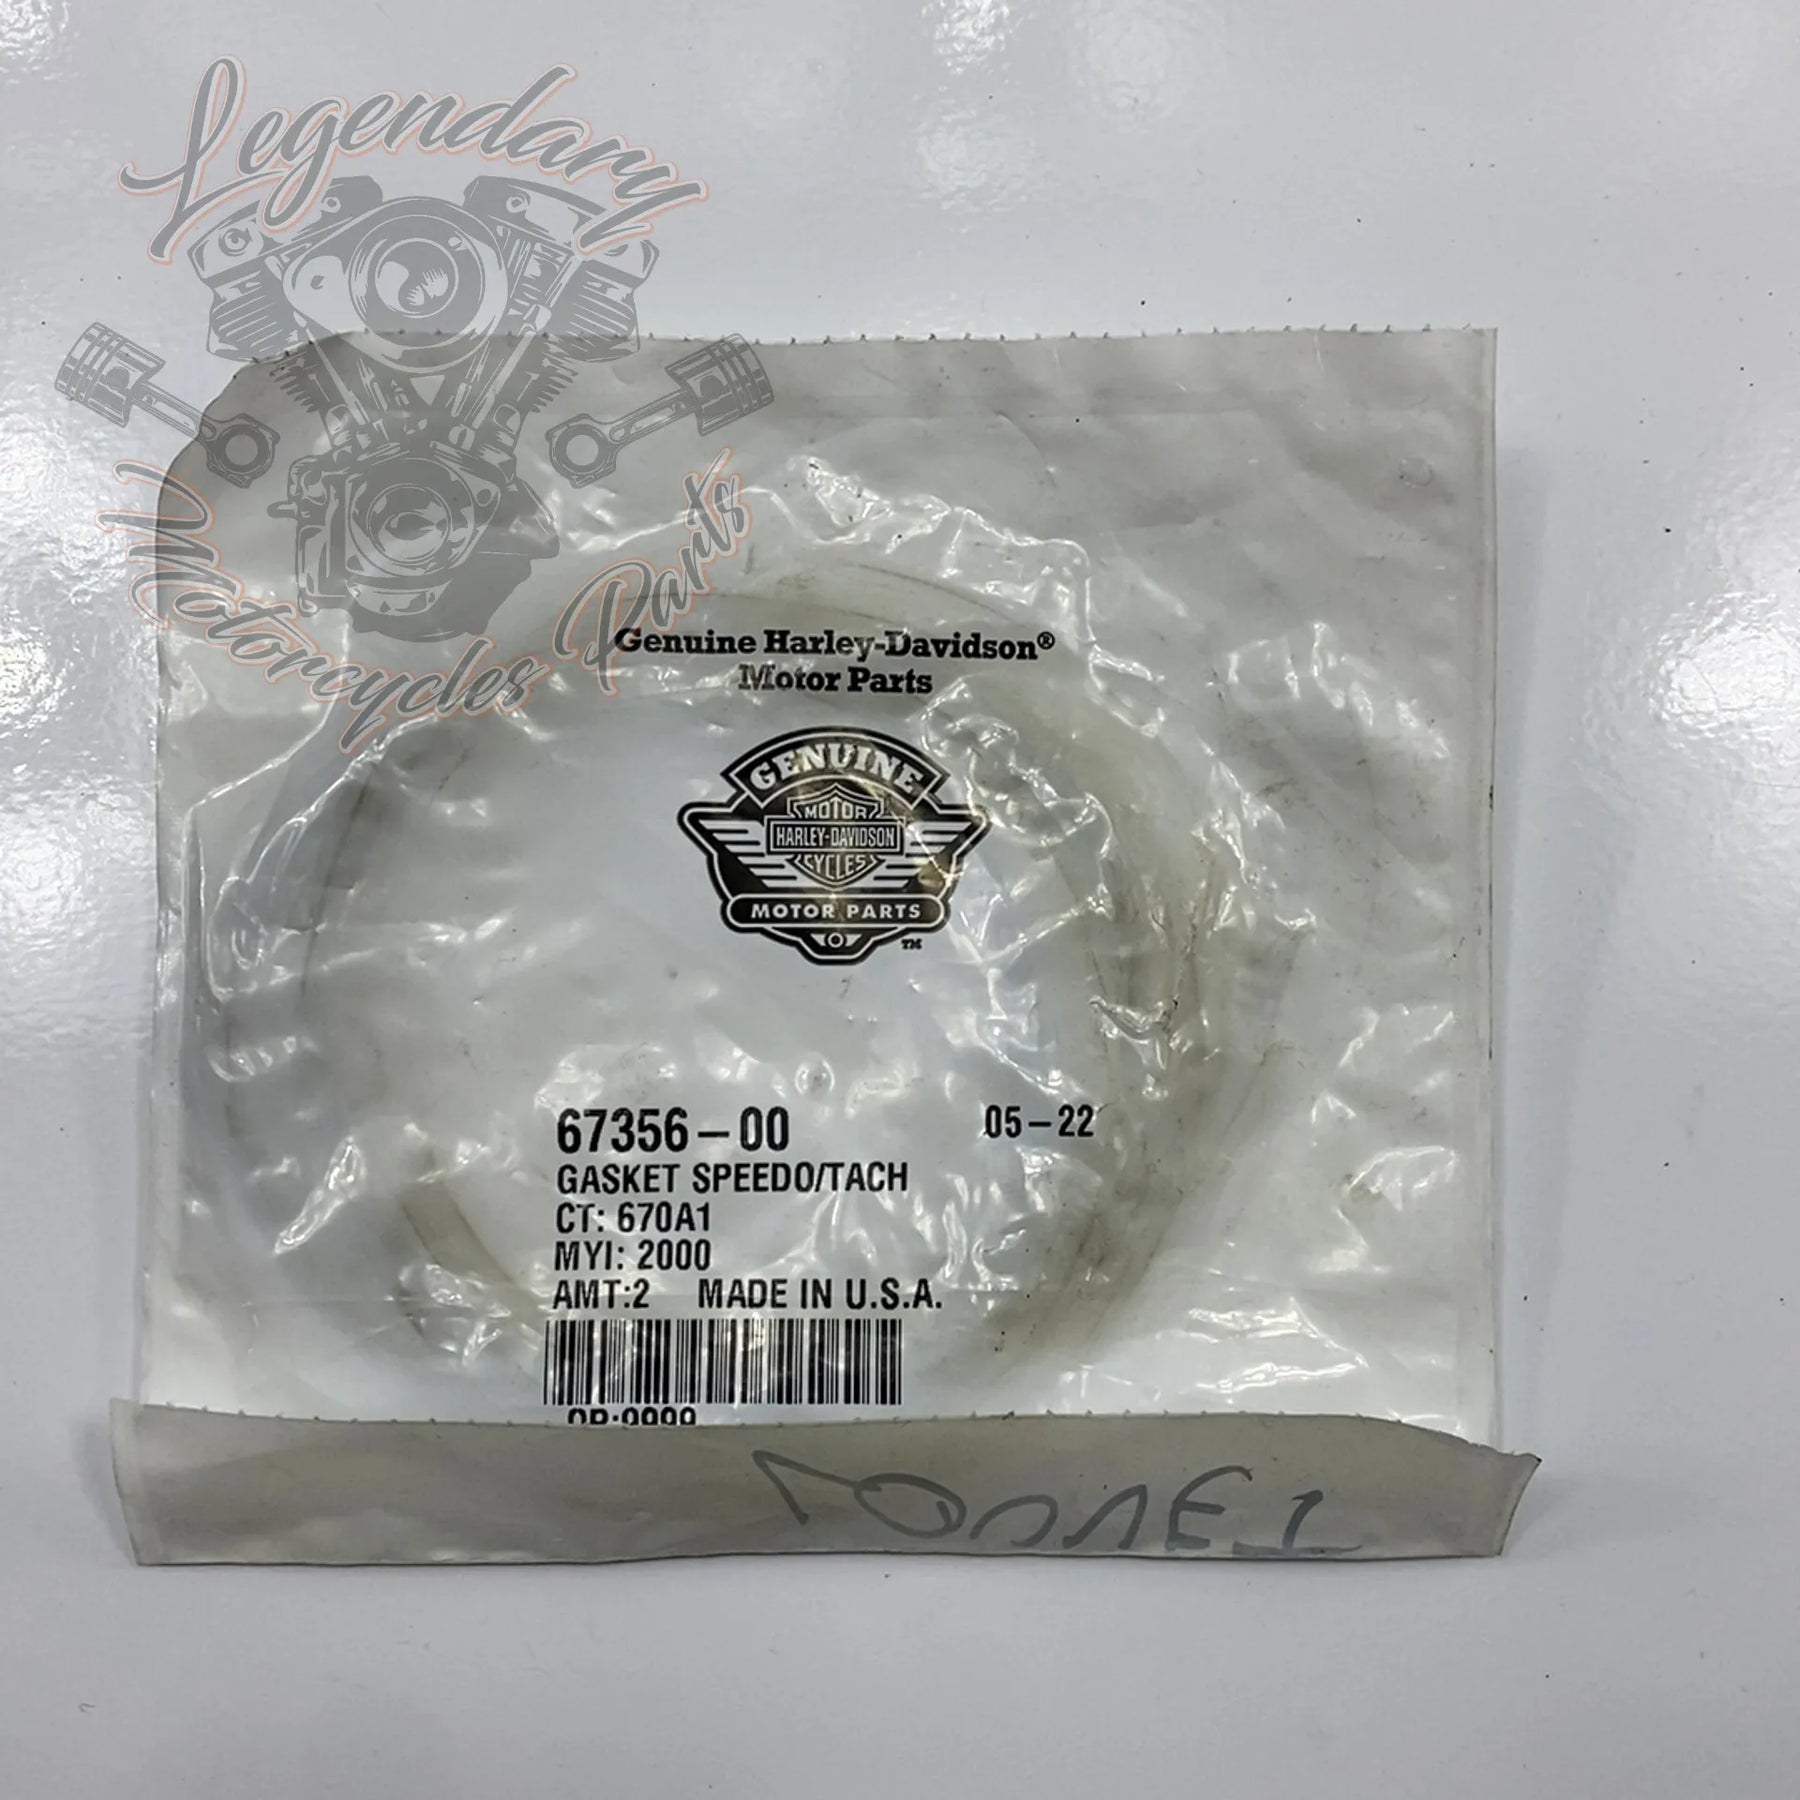 Legendary
Motorcycles Parts
Genuine Harley-Davidson®
Motor Parts
GENUINE
MOTOR
HARLEY-DAVIDSON
CYCLES
MOTOR PARTS
™
67356-00 05-22
GASKET SPEEDO/TACH
CT: 670A1
MYI: 2000
AMT:2 MADE IN U.S.A.